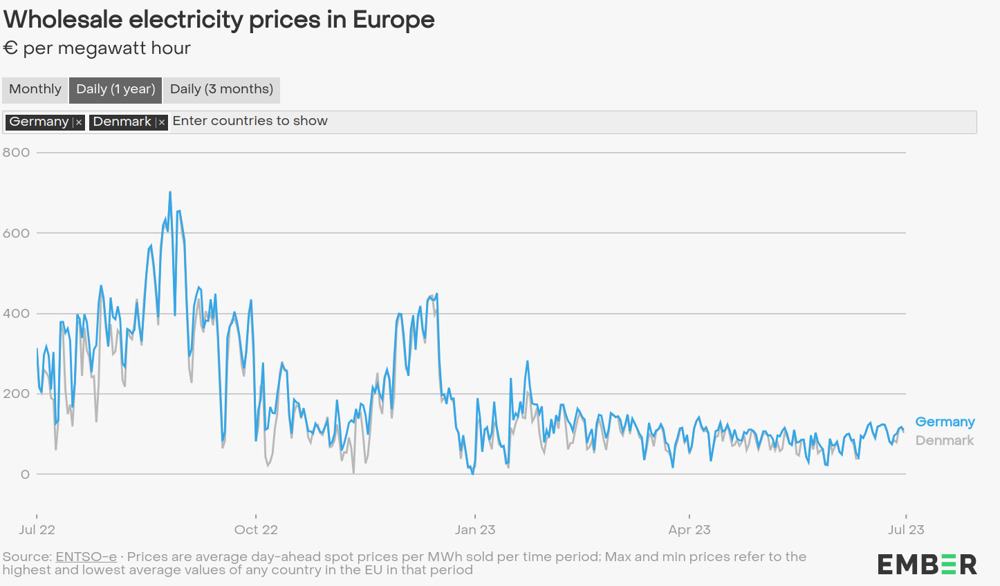 Wholesale electricity prices in Europe
€ per megawatt hour
Monthly Daily (1 year) Daily (3 months)
Germany |× Denmark |× Enter countries to show
800
600
400
200
0
Germany
Denmark
Jul 22 Oct 22 Jan 23 Apr 23 Jul 23
Source: ENTSO-e · Prices are average day-ahead spot prices per MWh sold per time period; Max and min prices refer to the
highest and lowest average values of any country in the EU in that period
EMBER